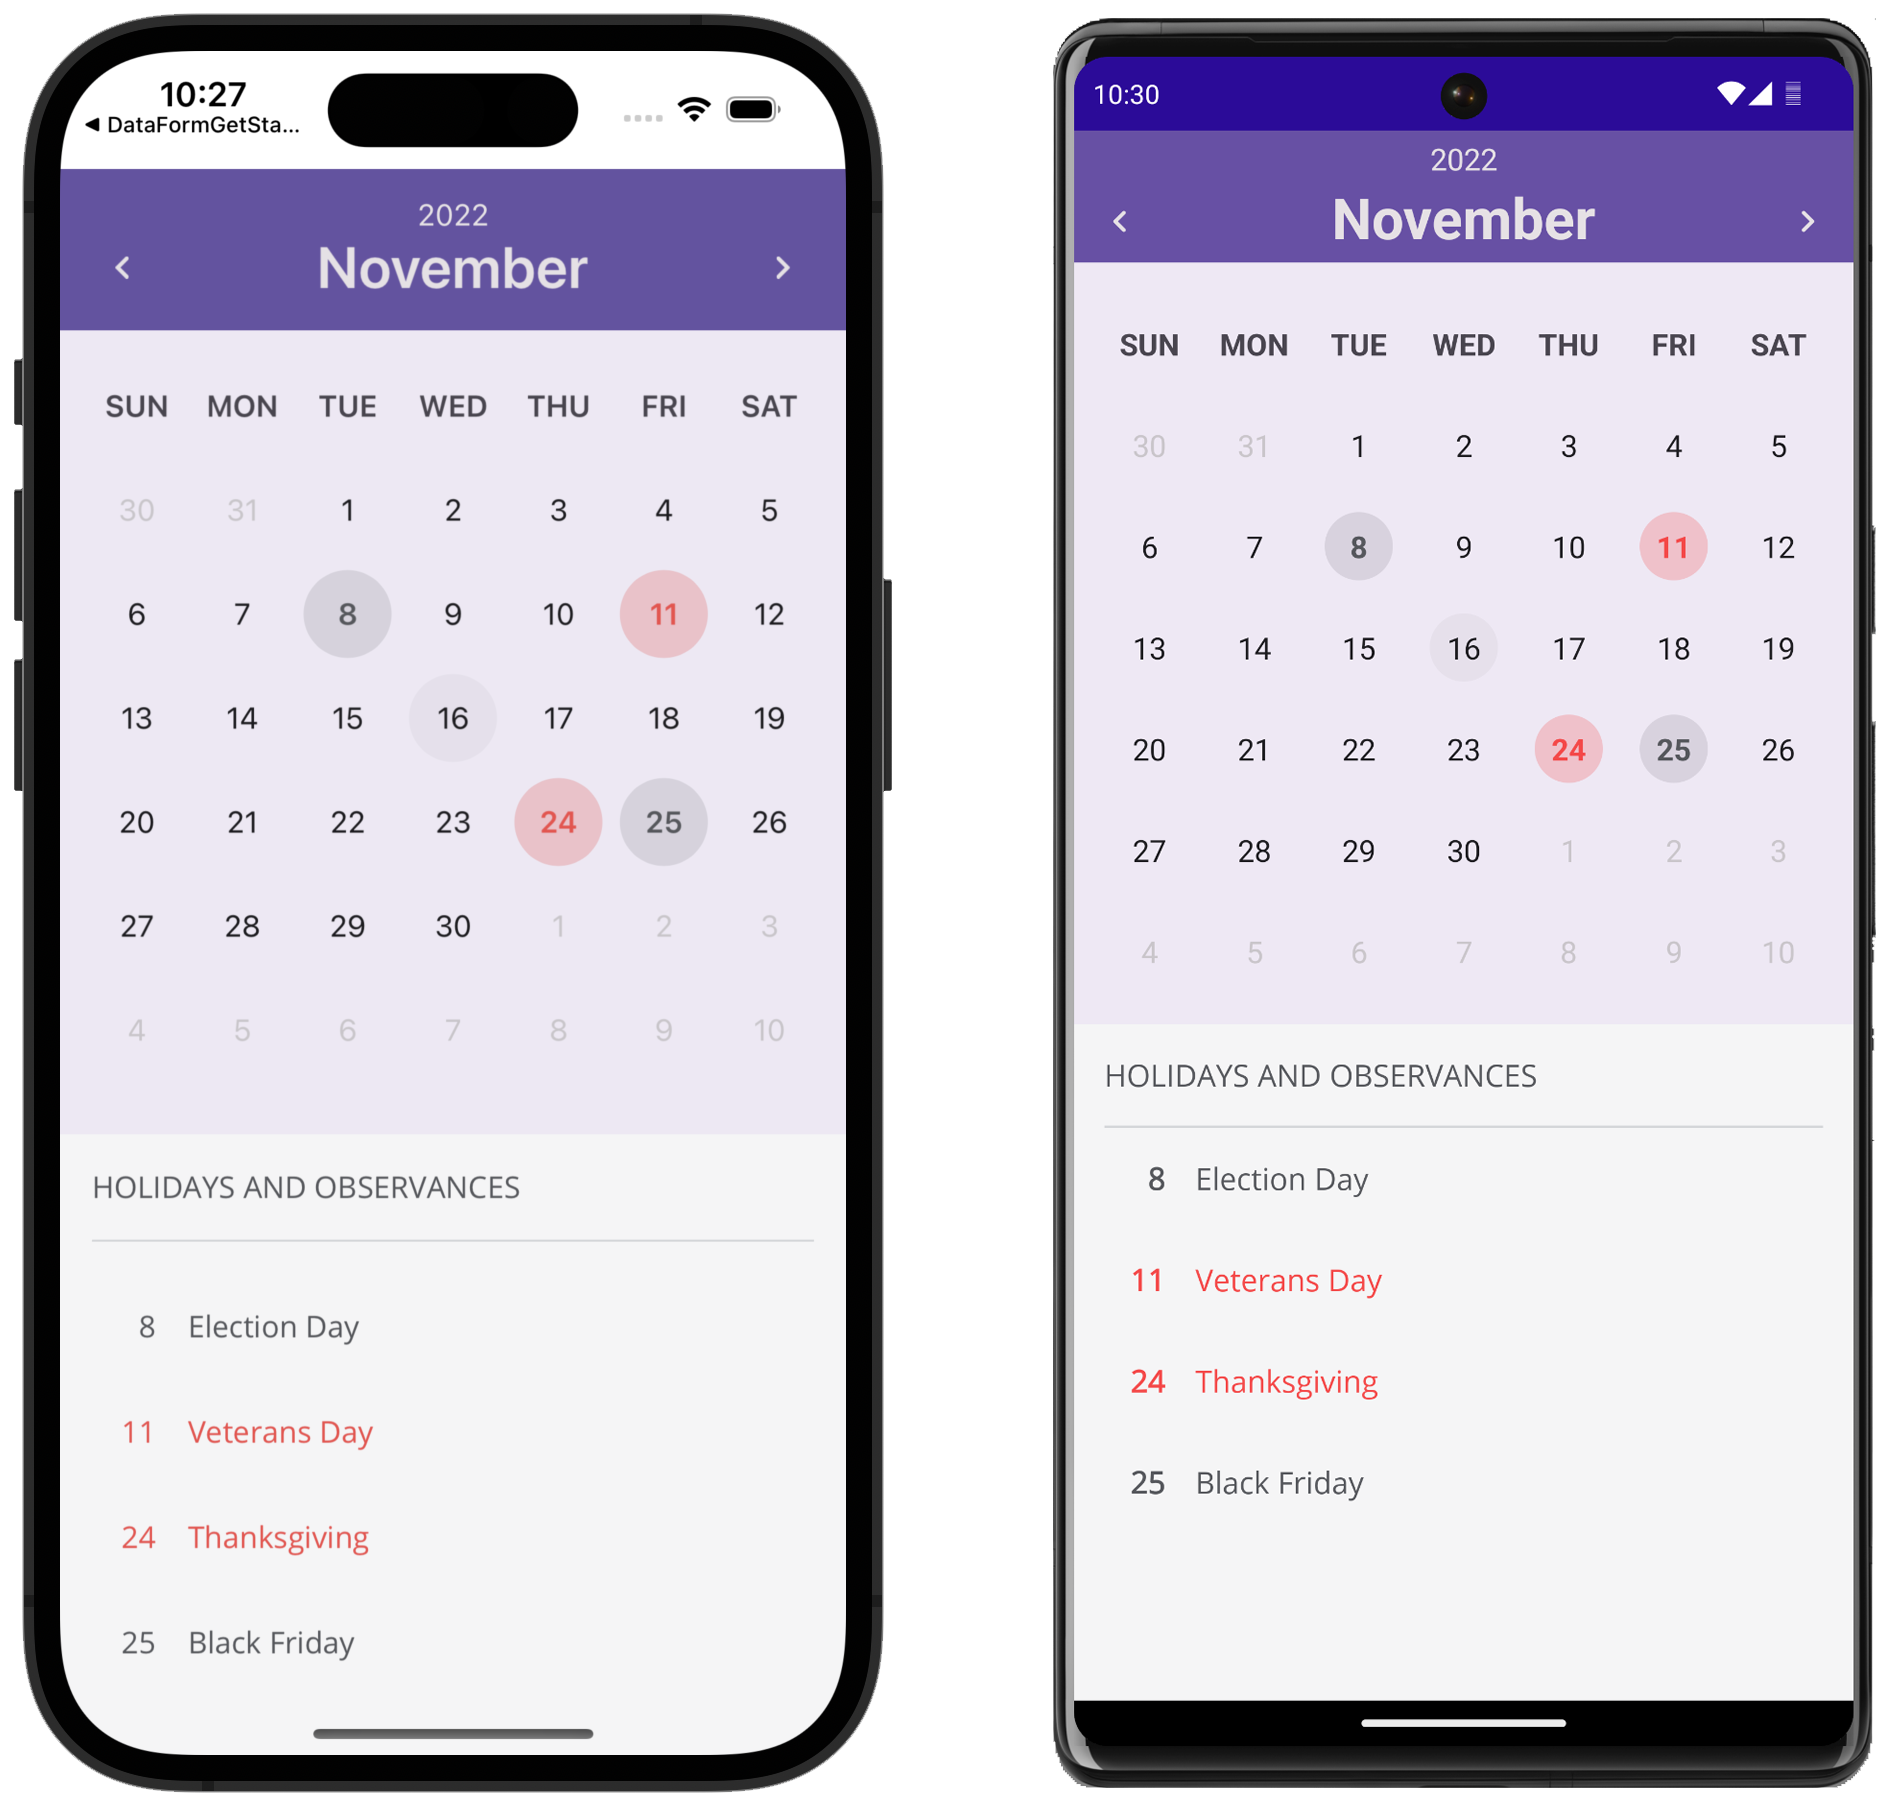 10:27
◀ DataFormGetSta...
2022
November
SUN MON TUE WED THU FRI SAT
30 31 1 2 3 4 5
6 7 8 9 10 11 12
13 14 15 16 17 18 19
20 21 22 23 24 25 26
27 28 29 30 1 2 3
4 5 6 7 8 9 10
HOLIDAYS AND OBSERVANCES
8 Election Day
11 Veterans Day
24 Thanksgiving
25 Black Friday
10:30
2022
November
SUN MON TUE WED THU FRI SAT
30 31 1 2 3 4 5
6 7 8 9 10 11 12
13 14 15 16 17 18 19
20 21 22 23 24 25 26
27 28 29 30 1 2 3
4 5 6 7 8 9 10
HOLIDAYS AND OBSERVANCES
8 Election Day
11 Veterans Day
24 Thanksgiving
25 Black Friday